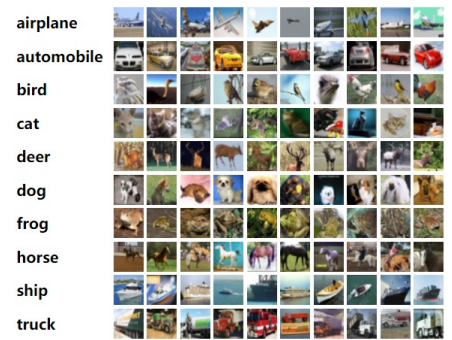 airplane
automobile
bird
cat
deer
dog
frog
horse
ship
truck